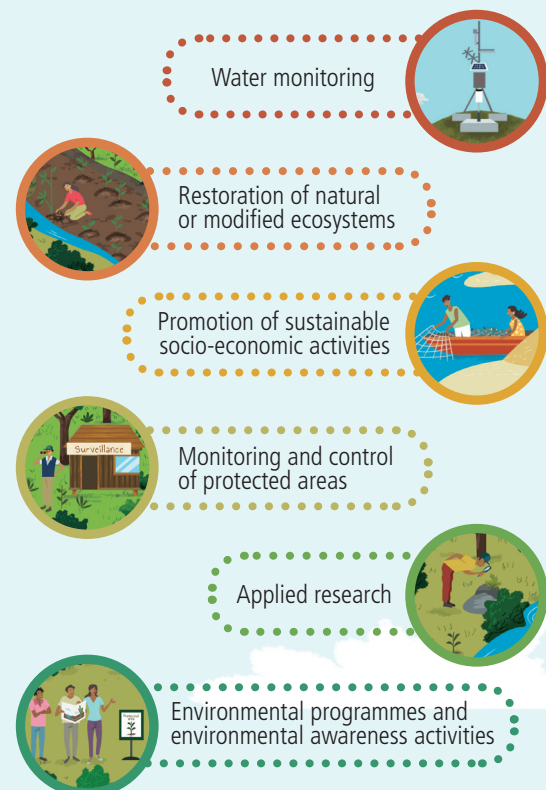 Water monitoring
Restoration of natural
or modified ecosystems
Promotion of sustainable
socio-economic activities
Surveillance
Monitoring and control
of protected areas
Applied research
Environmental programmes and
environmental awareness activities